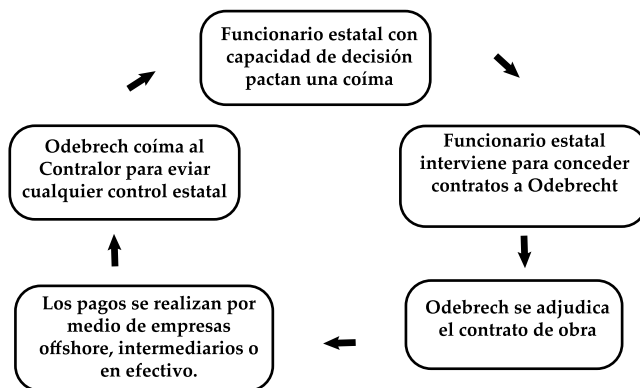 Funcionario estatal con
capacidad de decisión
pactan una coíma
Funcionario estatal
interviene para conceder
contratos a Odebrecht
Odebrech se adjudica
el contrato de obra
Los pagos se realizan por
medio de empresas
offshore, intermediarios o
en efectivo.
Odebrech coíma al
Contralor para eviar
cualquier control estatal